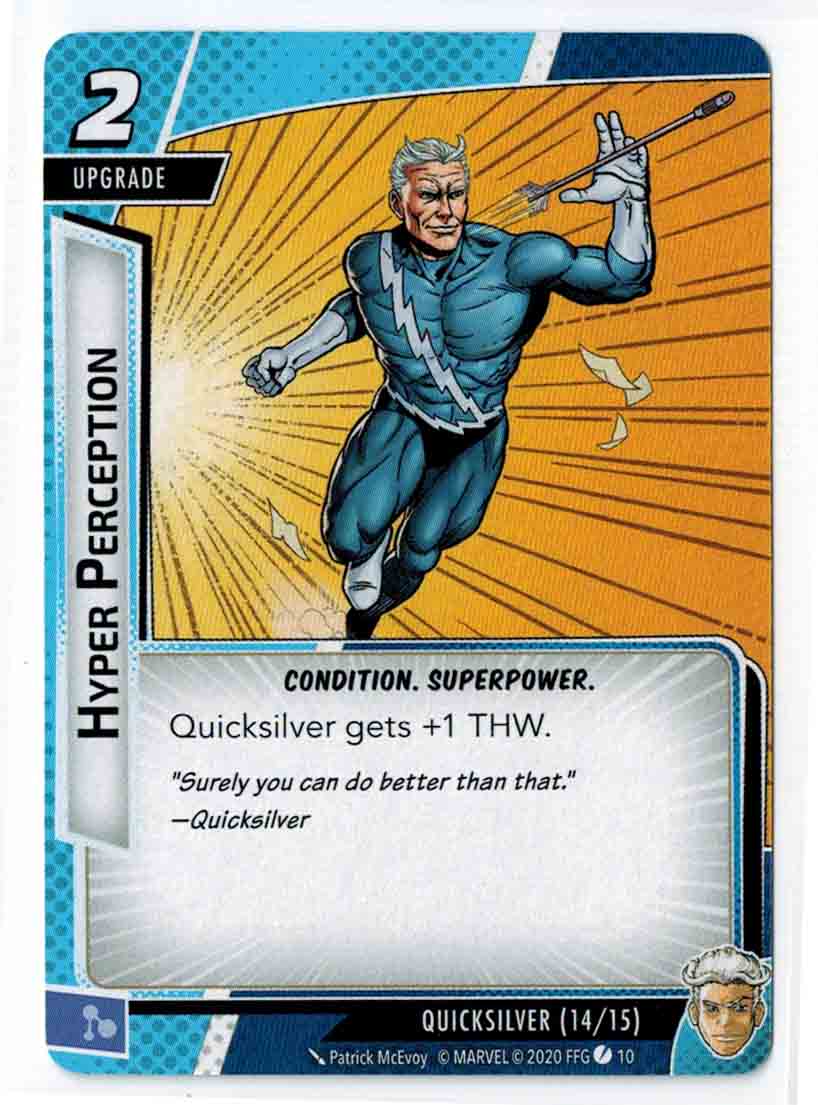 2
UPGRADE
HYPER PERCEPTION
CONDITION. SUPERPOWER.
Quicksilver gets +1 THW.
"Surely you can do better than that."
—Quicksilver
QUICKSILVER (14/15)
Patrick McEvoy © MARVEL © 2020 FFG 10